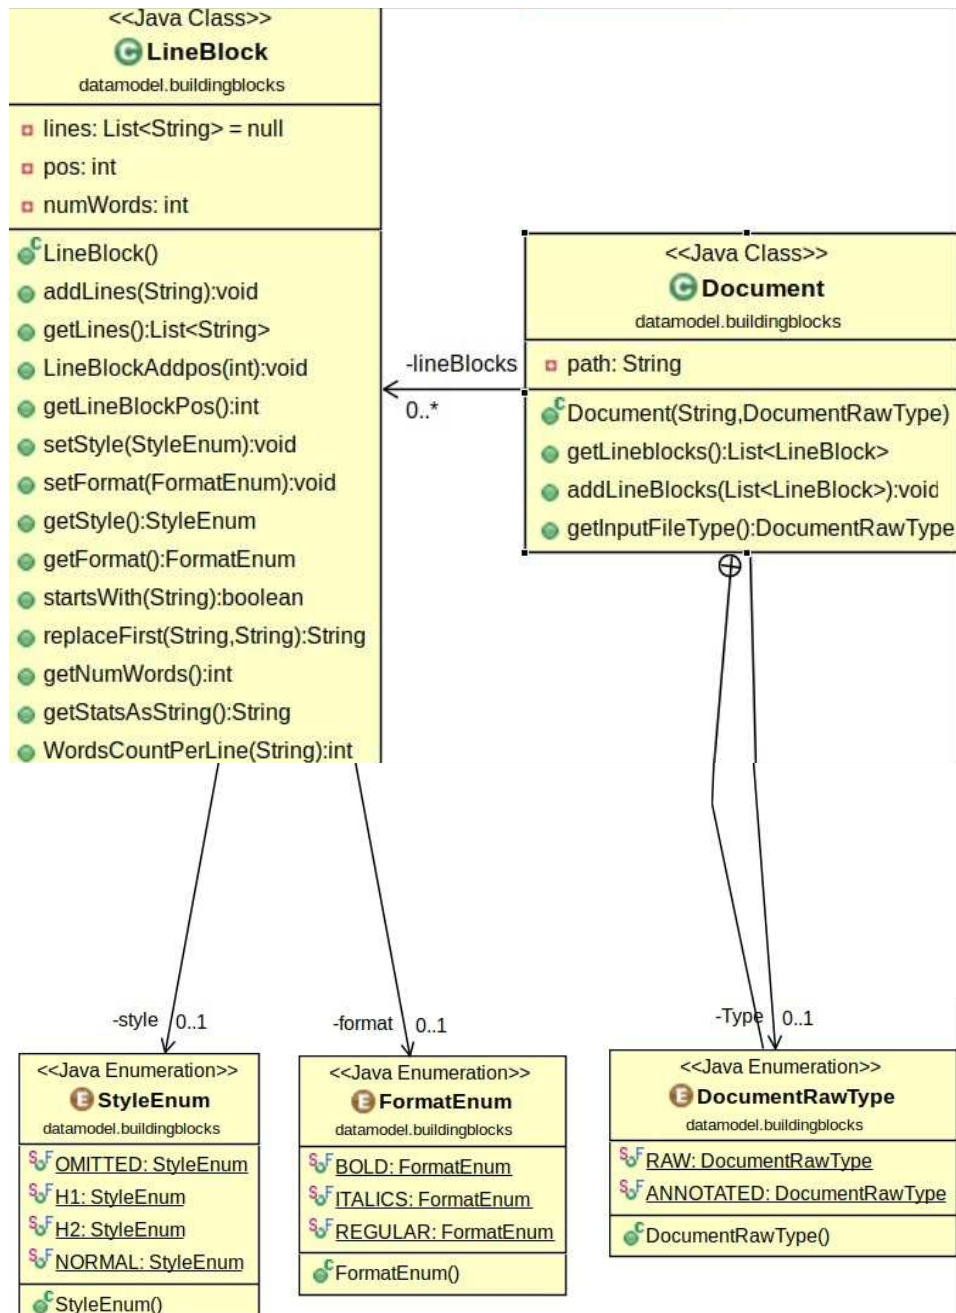 <<Java Class>>
LineBlock
datamodel.buildingblocks
lines: List<String> = null
pos: int
numWords: int
LineBlock()
addLines(String):void
getLines():List<String>
LineBlockAddpos(int):void
getLineBlockPos():int
setStyle(StyleEnum):void
setFormat(FormatEnum):void
getStyle():StyleEnum
getFormat():FormatEnum
startsWith(String):boolean
replaceFirst(String,String):String
getNumWords():int
getStatsAsString():String
WordsCountPerLine(String):int
-lineBlocks
0..*
<<Java Class>>
Document
datamodel.buildingblocks
path: String
Document(String,DocumentRawType)
getLineblocks():List<LineBlock>
addLineBlocks(List<LineBlock>):void
getInputFileType():DocumentRawType
-style 0..1
-format 0..1
-Type 0..1
<<Java Enumeration>>
StyleEnum
datamodel.buildingblocks
OMITTED: StyleEnum
H1: StyleEnum
H2: StyleEnum
NORMAL: StyleEnum
StyleEnum()
<<Java Enumeration>>
FormatEnum
datamodel.buildingblocks
BOLD: FormatEnum
ITALICS: FormatEnum
REGULAR: FormatEnum
FormatEnum()
<<Java Enumeration>>
DocumentRawType
datamodel.buildingblocks
RAW: DocumentRawType
ANNOTATED: DocumentRawType
DocumentRawType()